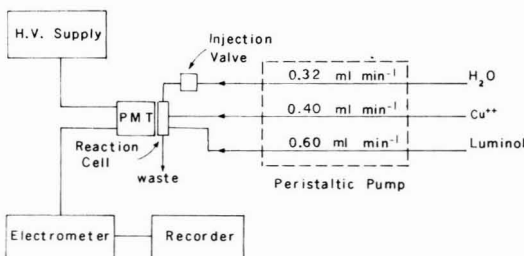 H.V. Supply
Injection
Valve
0.32 ml min⁻¹
H₂O
PMT
0.40 ml min⁻¹
Cu⁺⁺
Reaction
Cell
0.60 ml min⁻¹
Luminol
waste
Peristaltic Pump
Electrometer
Recorder